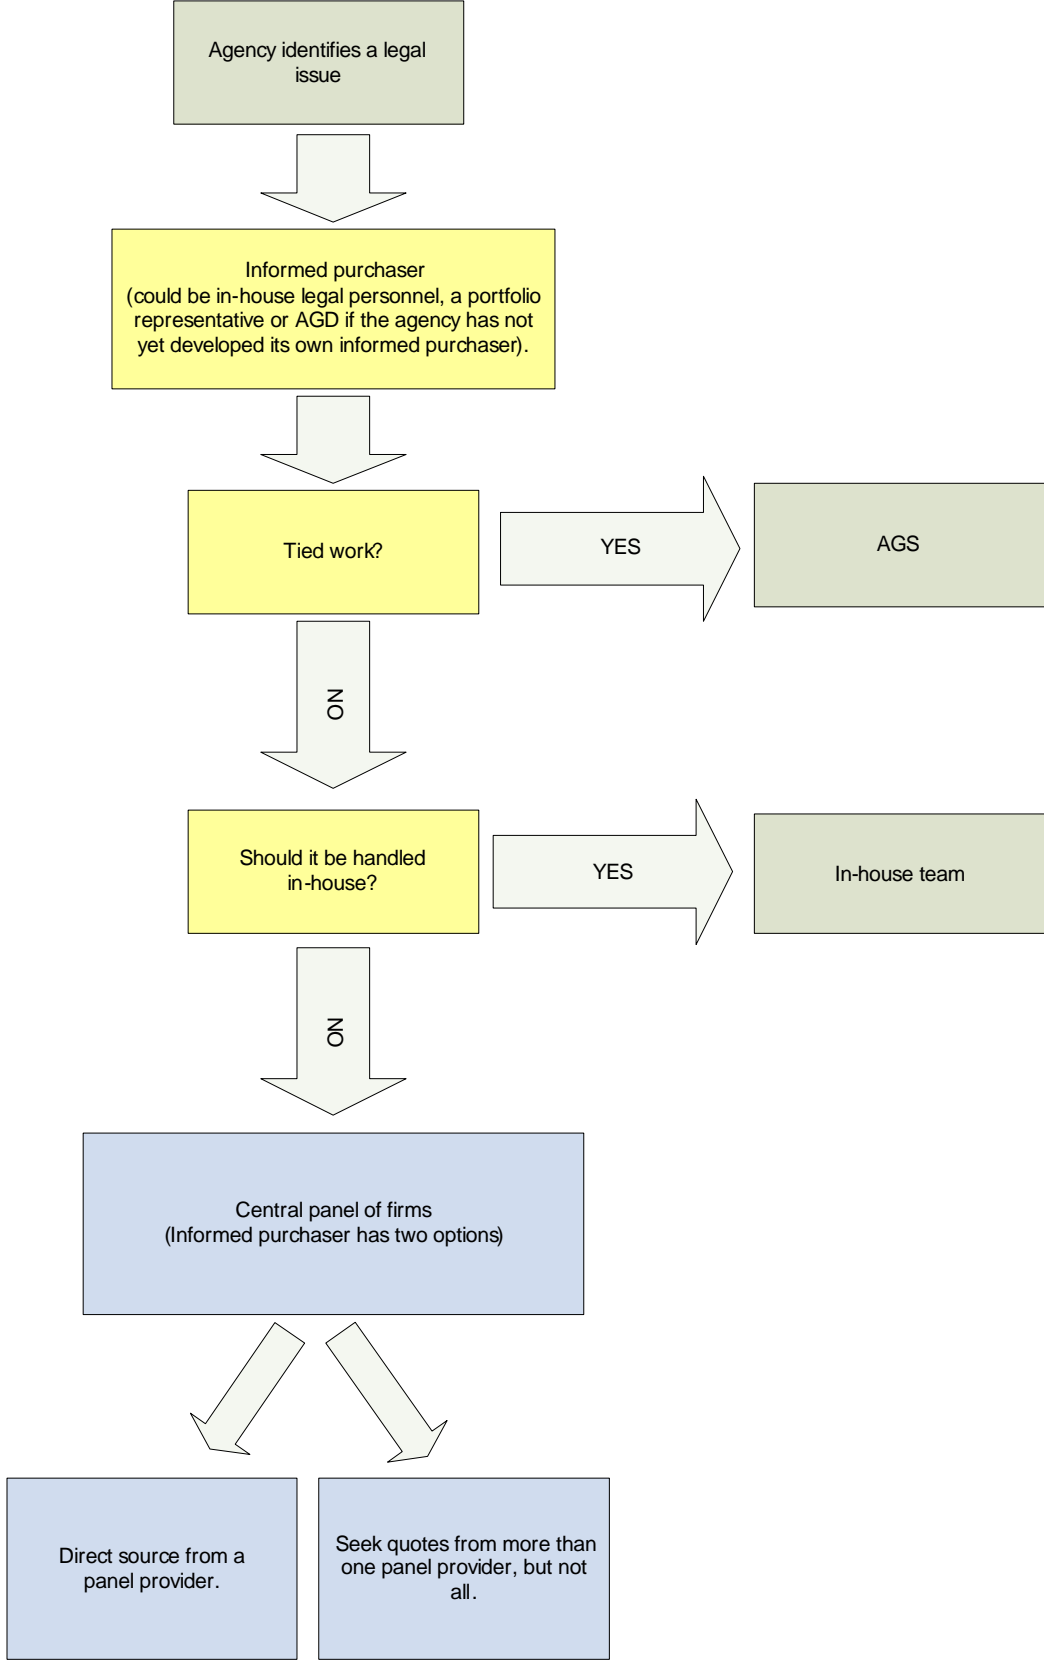 Agency identifies a legal
issue
Informed purchaser
(could be in-house legal personnel, a portfolio
representative or AGD if the agency has not
yet developed its own informed purchaser).
Tied work?
YES
AGS
NO
Should it be handled
in-house?
YES
In-house team
NO
Central panel of firms
(Informed purchaser has two options)
Direct source from a
panel provider.
Seek quotes from more than
one panel provider, but not
all.